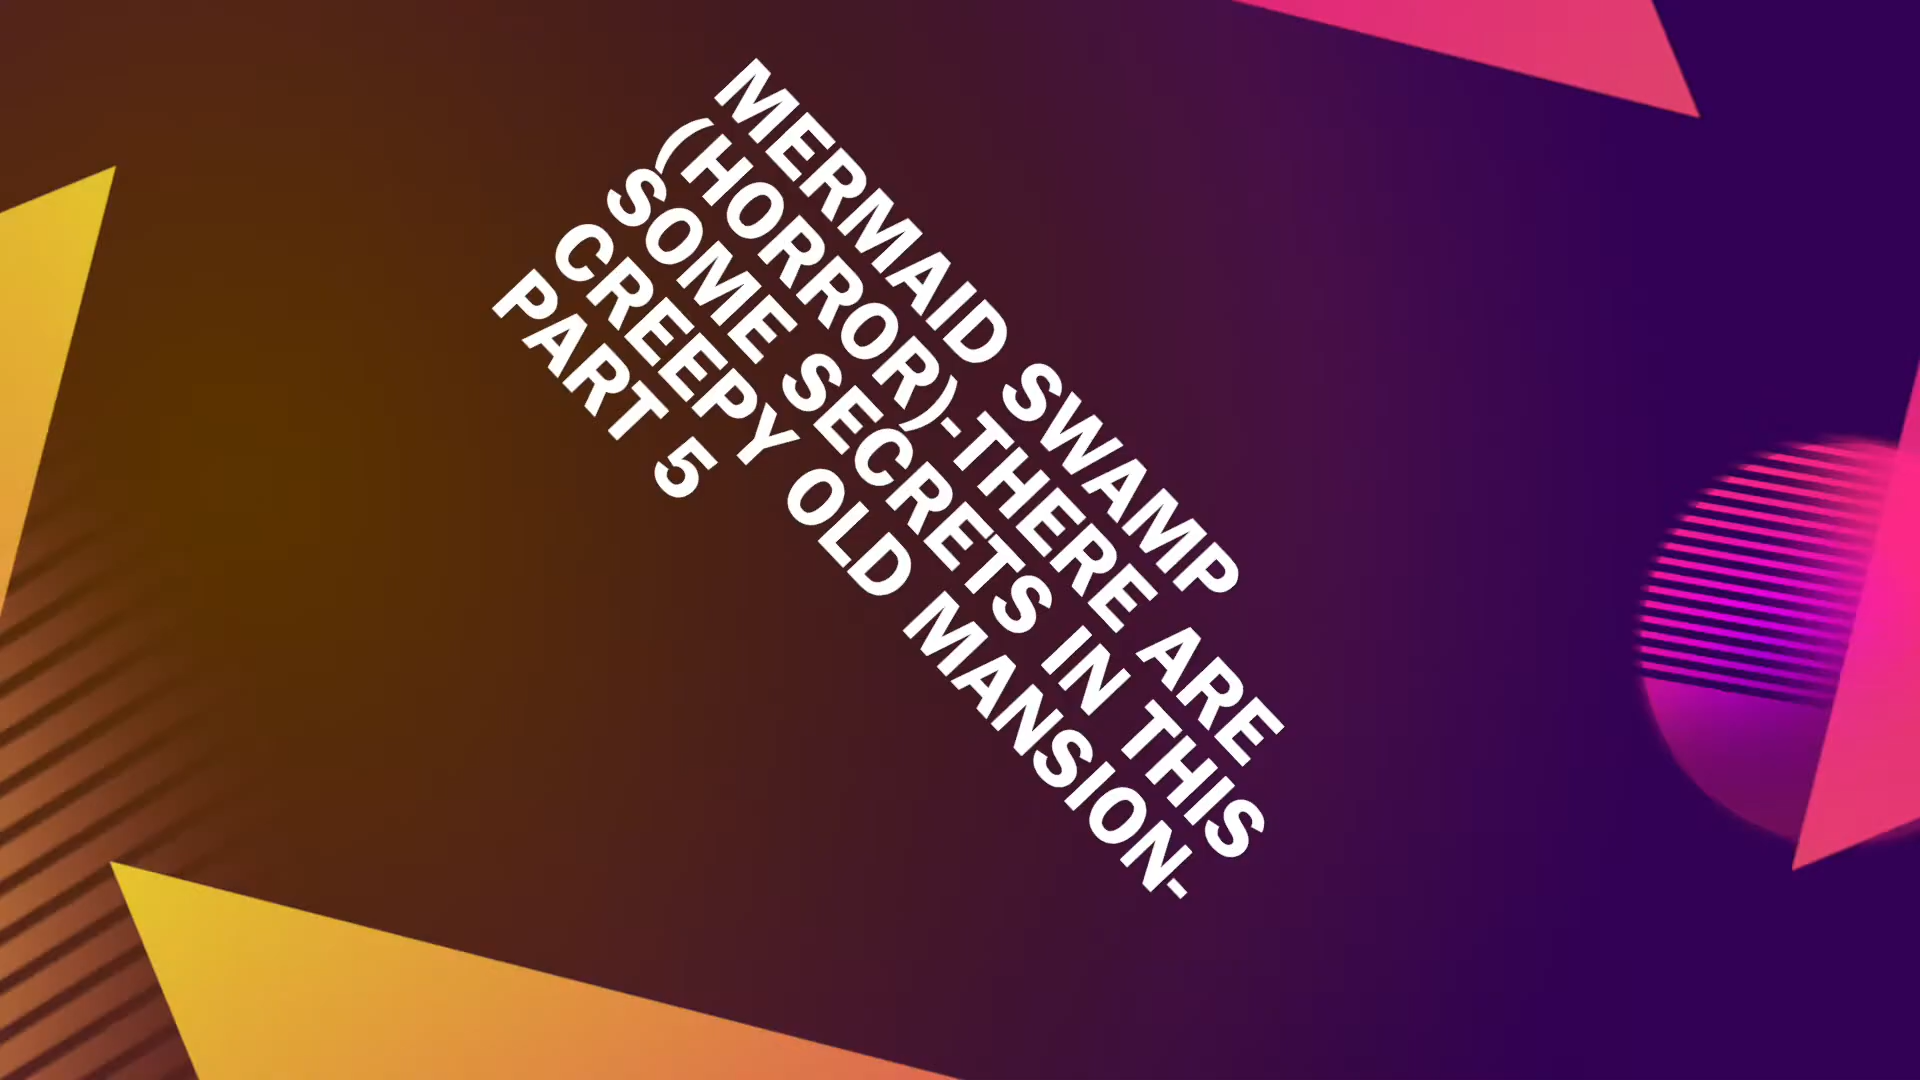 MERMAID SWAMP
(HORROR)-THERE ARE
SOME SECRETS IN THIS
CREEPY OLD MANSION-
PART 5